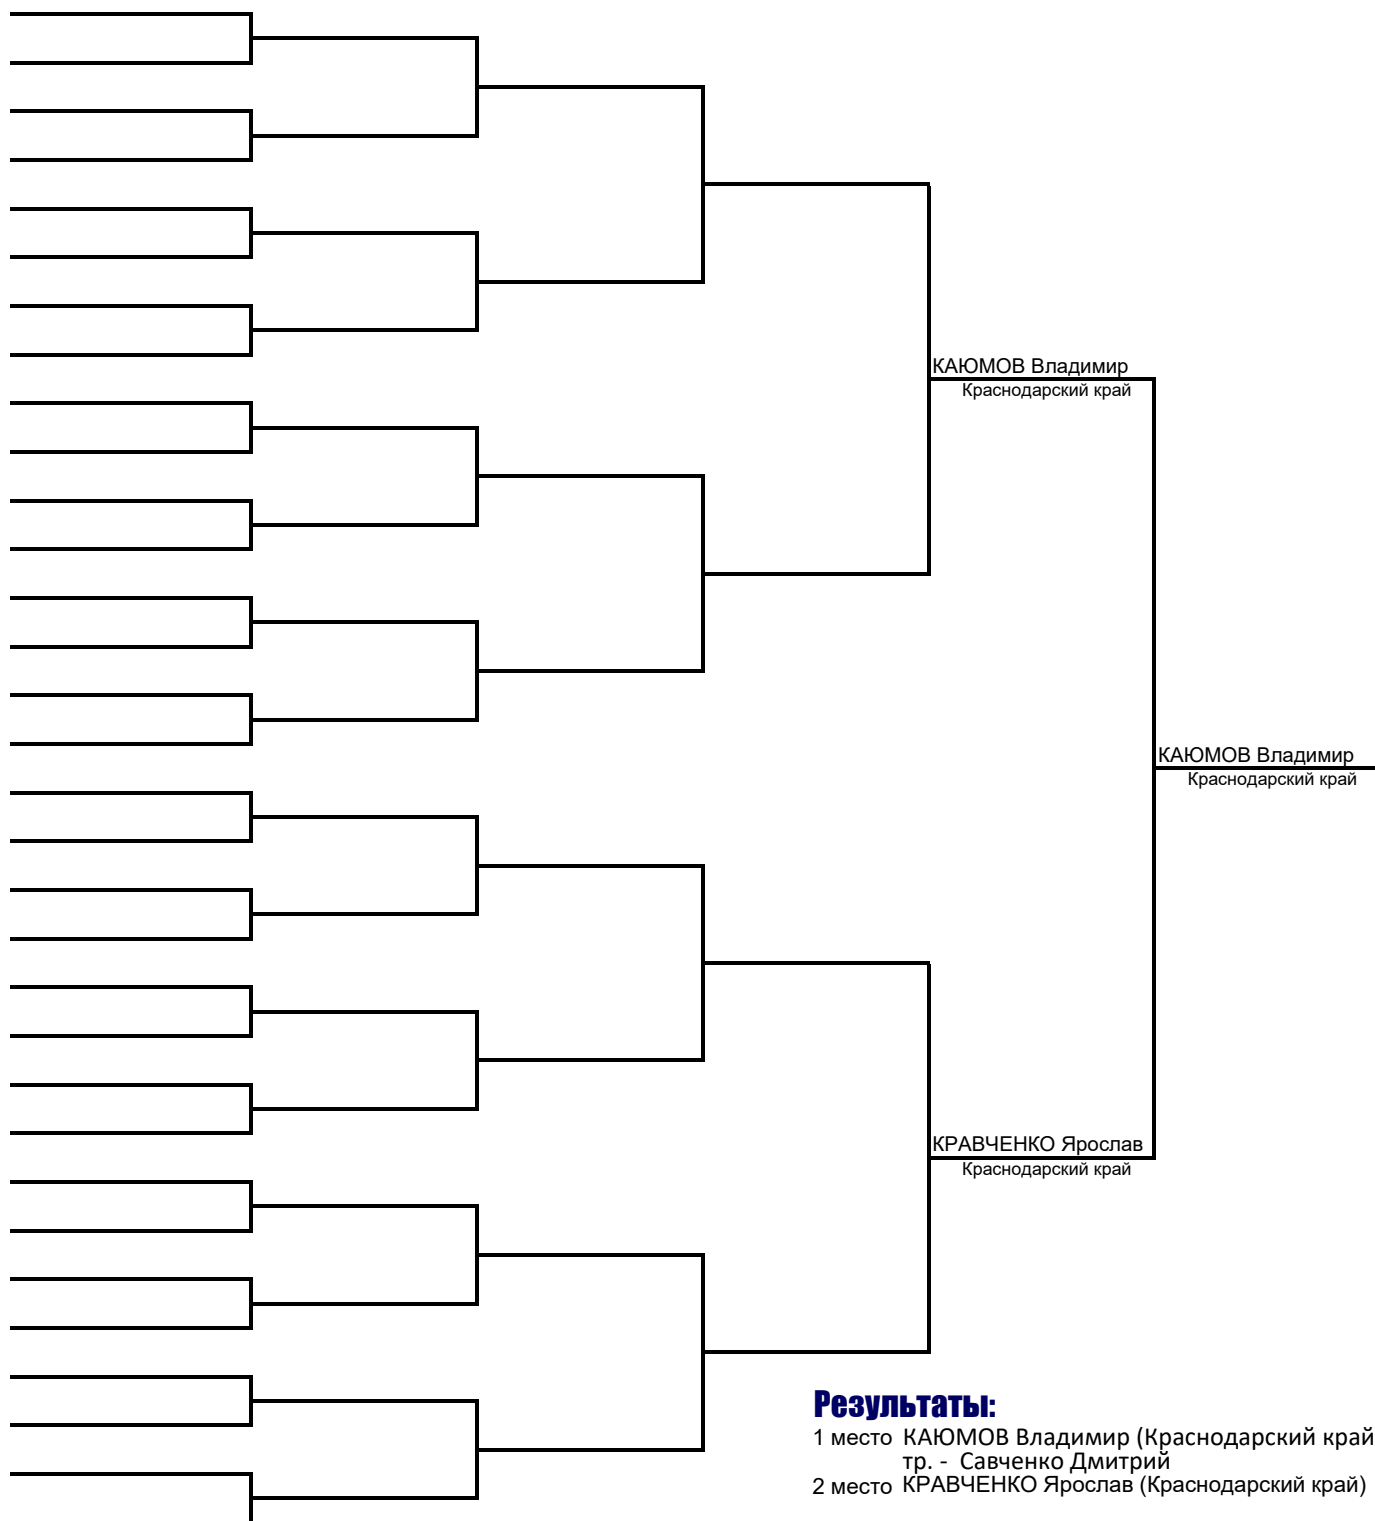 КАЮМОВ Владимир
Краснодарский край
КАЮМОВ Владимир
Краснодарский край
КРАВЧЕНКО Ярослав
Краснодарский край
Результаты:
1 место КАЮМОВ Владимир (Краснодарский край
тр. - Савченко Дмитрий
2 место КРАВЧЕНКО Ярослав (Краснодарский край)